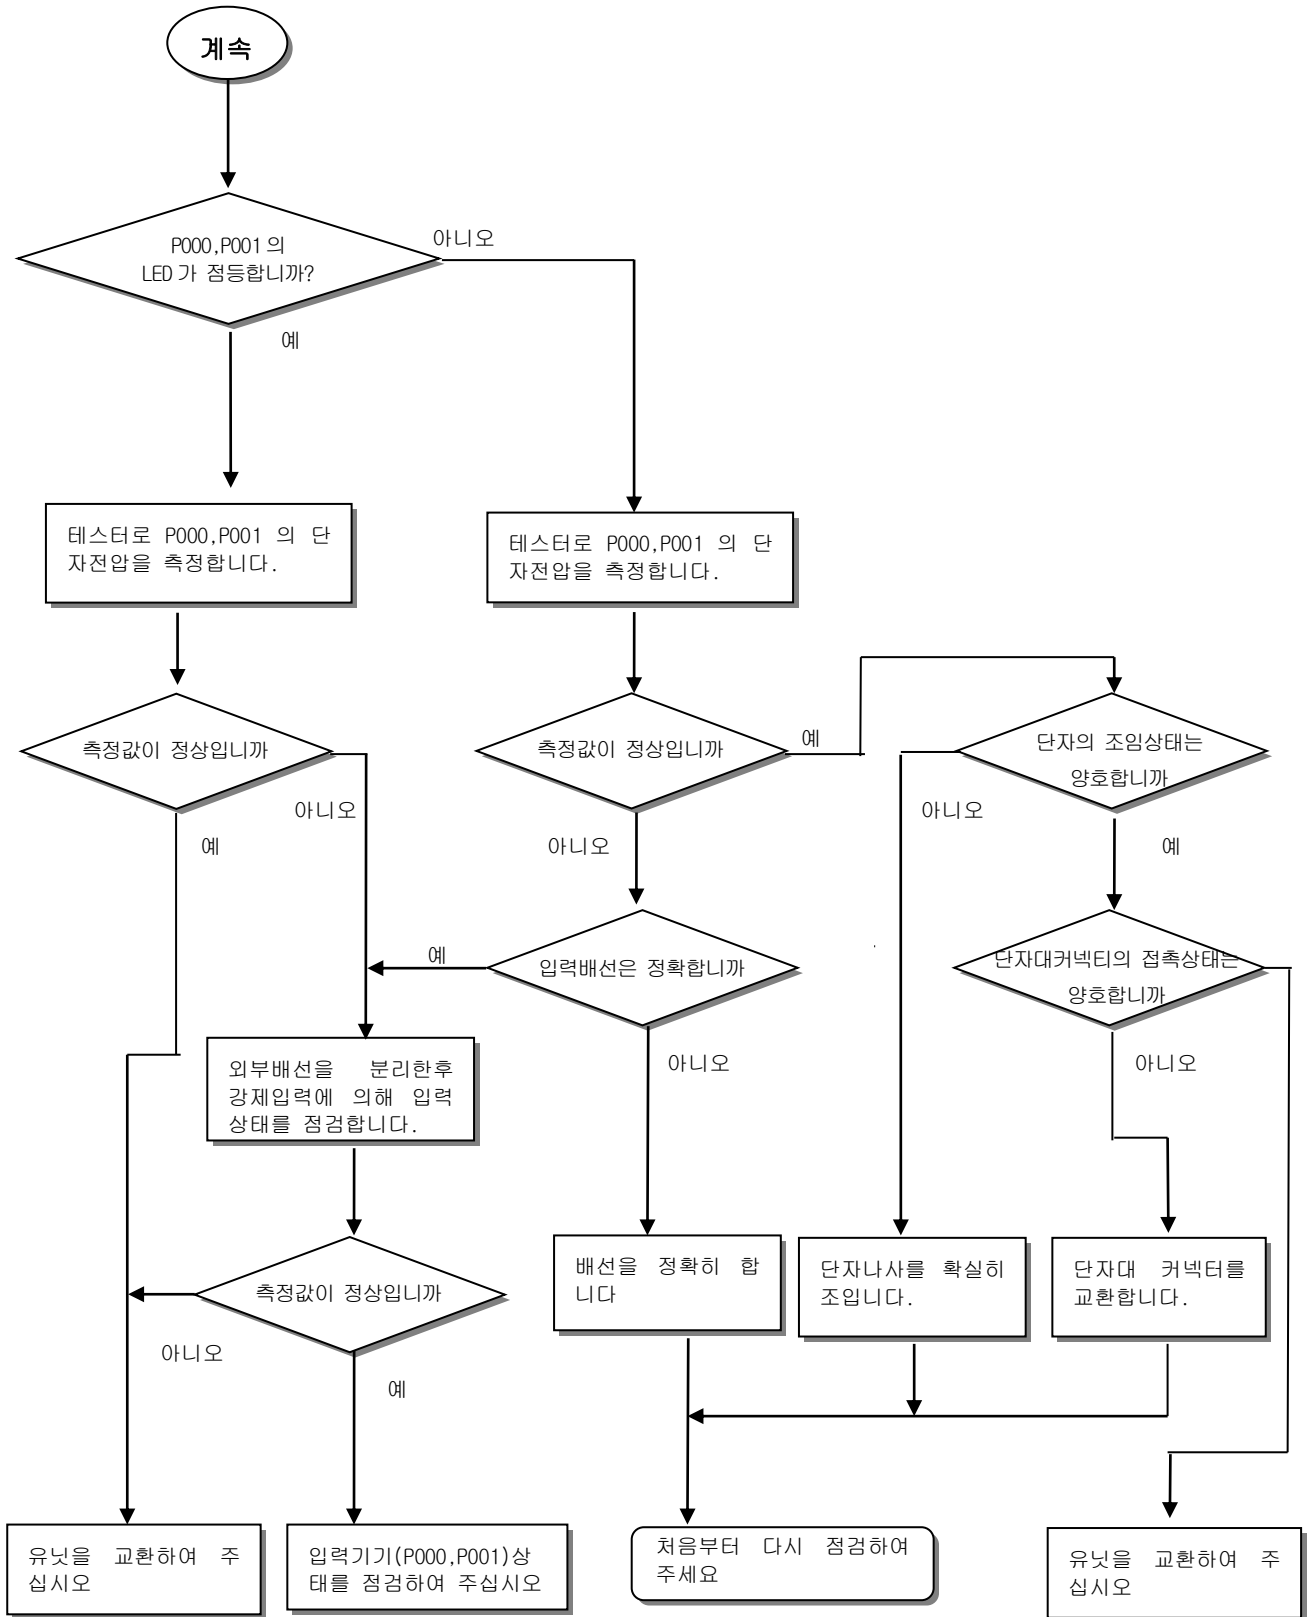 계속
P000,P001의
LED가 점등합니까?
아니오
예
테스터로 P000,P001 의 단
자전압을 측정합니다.
테스터로 P000,P001 의 단
자전압을 측정합니다.
측정값이 정상입니까
아니오
예
측정값이 정상입니까
예
아니오
단자의 조임상태는
양호합니까
아니오
예
예
입력배선은 정확합니까
아니오
단자대커넥티의 접촉상태는
양호합니까
아니오
외부배선을 분리한후
강제입력에 의해 입력
상태를 점검합니다.
측정값이 정상입니까
아니오
예
배선을 정확히 합
니다
단자나사를 확실히
조입니다.
단자대 커넥터를
교환합니다.
유닛을 교환하여 주
십시오
입력기기(P000,P001)상
태를 점검하여 주십시오
처음부터 다시 점검하여
주세요
유닛을 교환하여 주
십시오